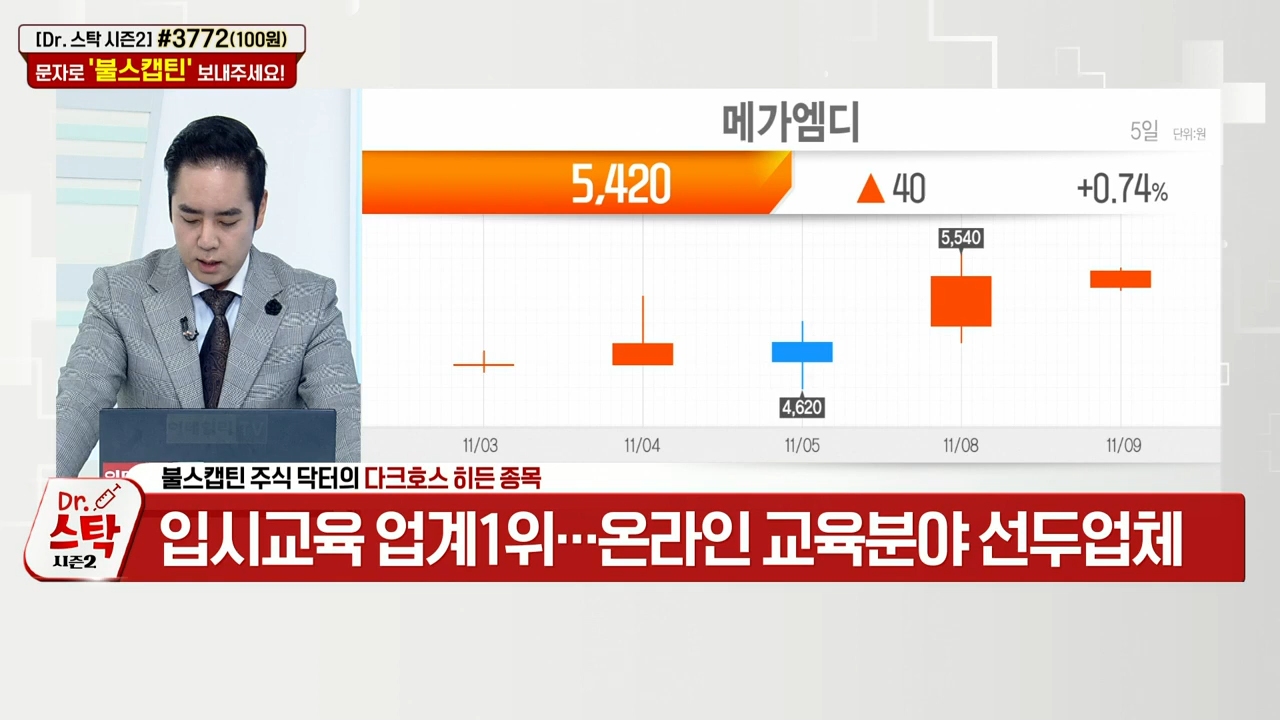 [Dr. 스탁 시즌2] #3772(100원)
문자로 '불스캡틴' 보내주세요!
메가엠디
5일 단위:원
5,420 ▲ 40 +0.74%
5,540
4,620
11/03 11/04 11/05 11/08 11/09
불스캡틴 주식 닥터의 다크호스 히든 종목
Dr.
스탁
시즌2
입시교육 업계1위…온라인 교육분야 선두업체